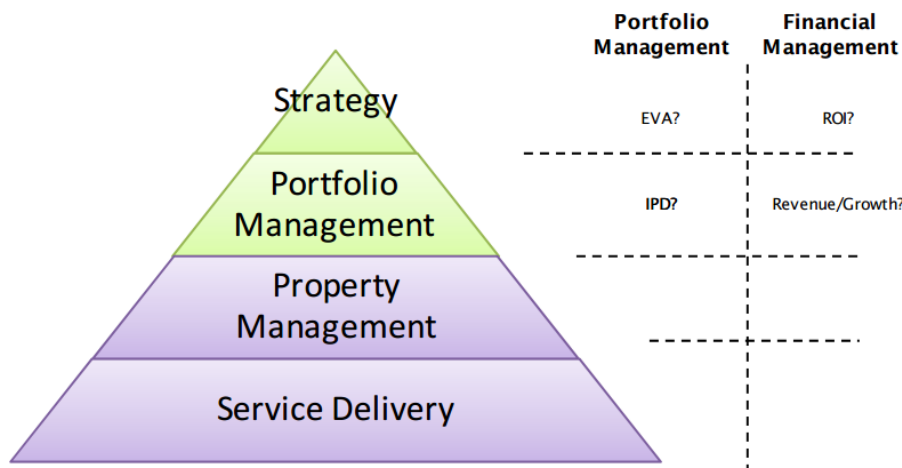 Portfolio
Management
Financial
Management
Strategy
EVA?
ROI?
Portfolio
Management
IPD?
Revenue/Growth?
Property
Management
Service Delivery